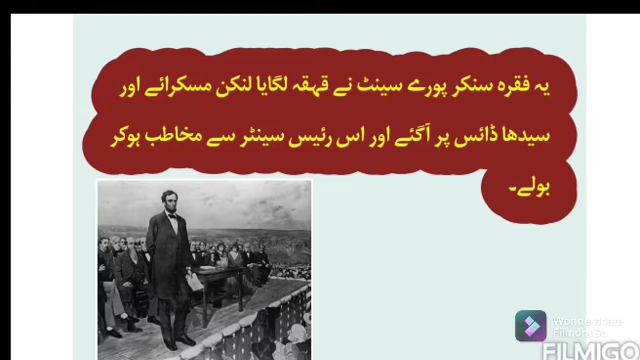 یہ فقرہ سنکر پورے سینٹ نے قہقہ لگایا لنکن مسکرائے اور
سیدھا ڈائس پر آگئے اور اس رئیس سینٹر سے مخاطب ہوکر
بولے۔
Wondershare
FilmoraGo
FILMIGO